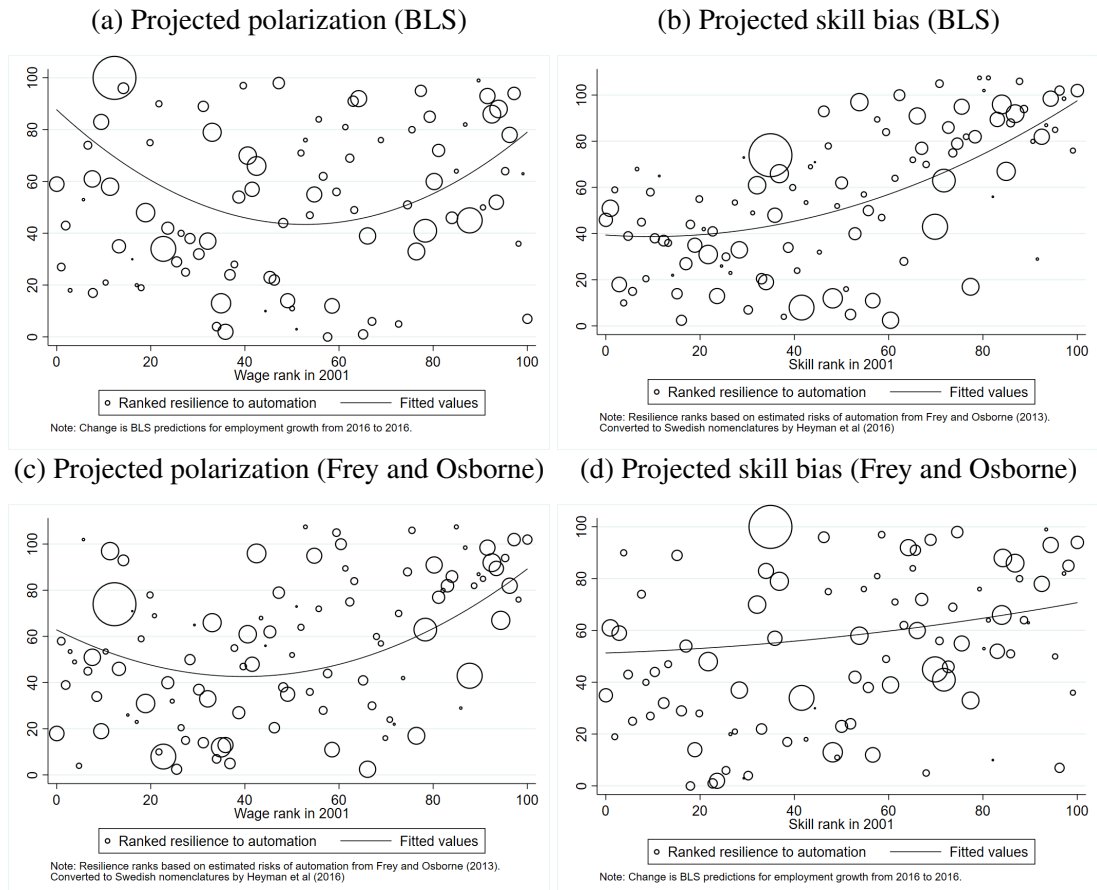 (a) Projected polarization (BLS)
0 20 40 60 80 100
0 20 40 60 80 100
Wage rank in 2001
Ranked resilience to automation Fitted values
Note: Change is BLS predictions for employment growth from 2016 to 2016.
(b) Projected skill bias (BLS)
0 20 40 60 80 100
0 20 40 60 80 100
Skill rank in 2001
Ranked resilience to automation Fitted values
Note: Resilience ranks based on estimated risks of automation from Frey and Osborne (2013).
Converted to Swedish nomenclatures by Heyman et al (2016)
(c) Projected polarization (Frey and Osborne)
0 20 40 60 80 100
0 20 40 60 80 100
Wage rank in 2001
Ranked resilience to automation Fitted values
Note: Resilience ranks based on estimated risks of automation from Frey and Osborne (2013).
Converted to Swedish nomenclatures by Heyman et al (2016)
(d) Projected skill bias (Frey and Osborne)
0 20 40 60 80 100
0 20 40 60 80 100
Skill rank in 2001
Ranked resilience to automation Fitted values
Note: Change is BLS predictions for employment growth from 2016 to 2016.